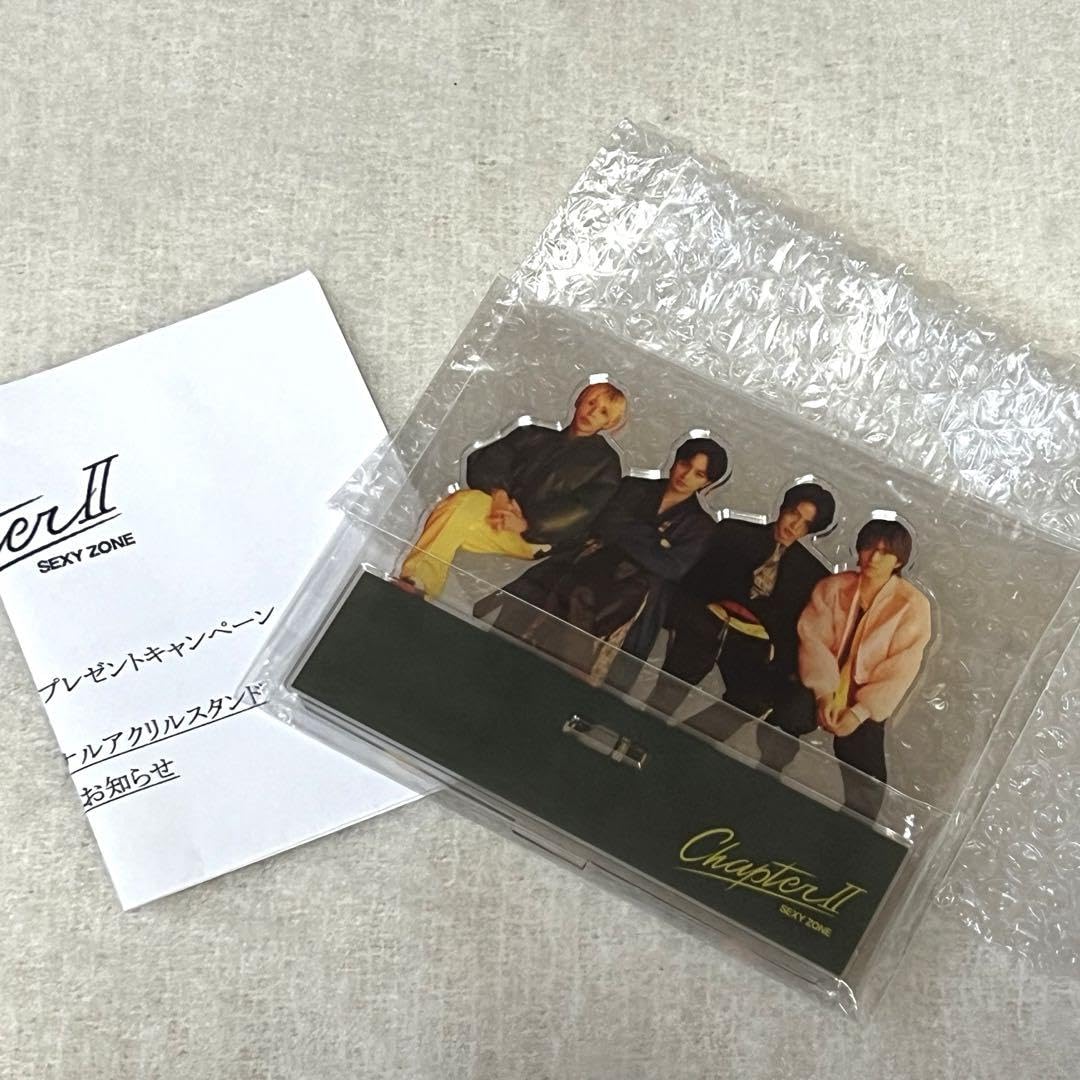 ter II
SEXY ZONE
プレゼントキャンペーン
ールアクリルスタンド
お知らせ
Chapter II
SEXY ZONE